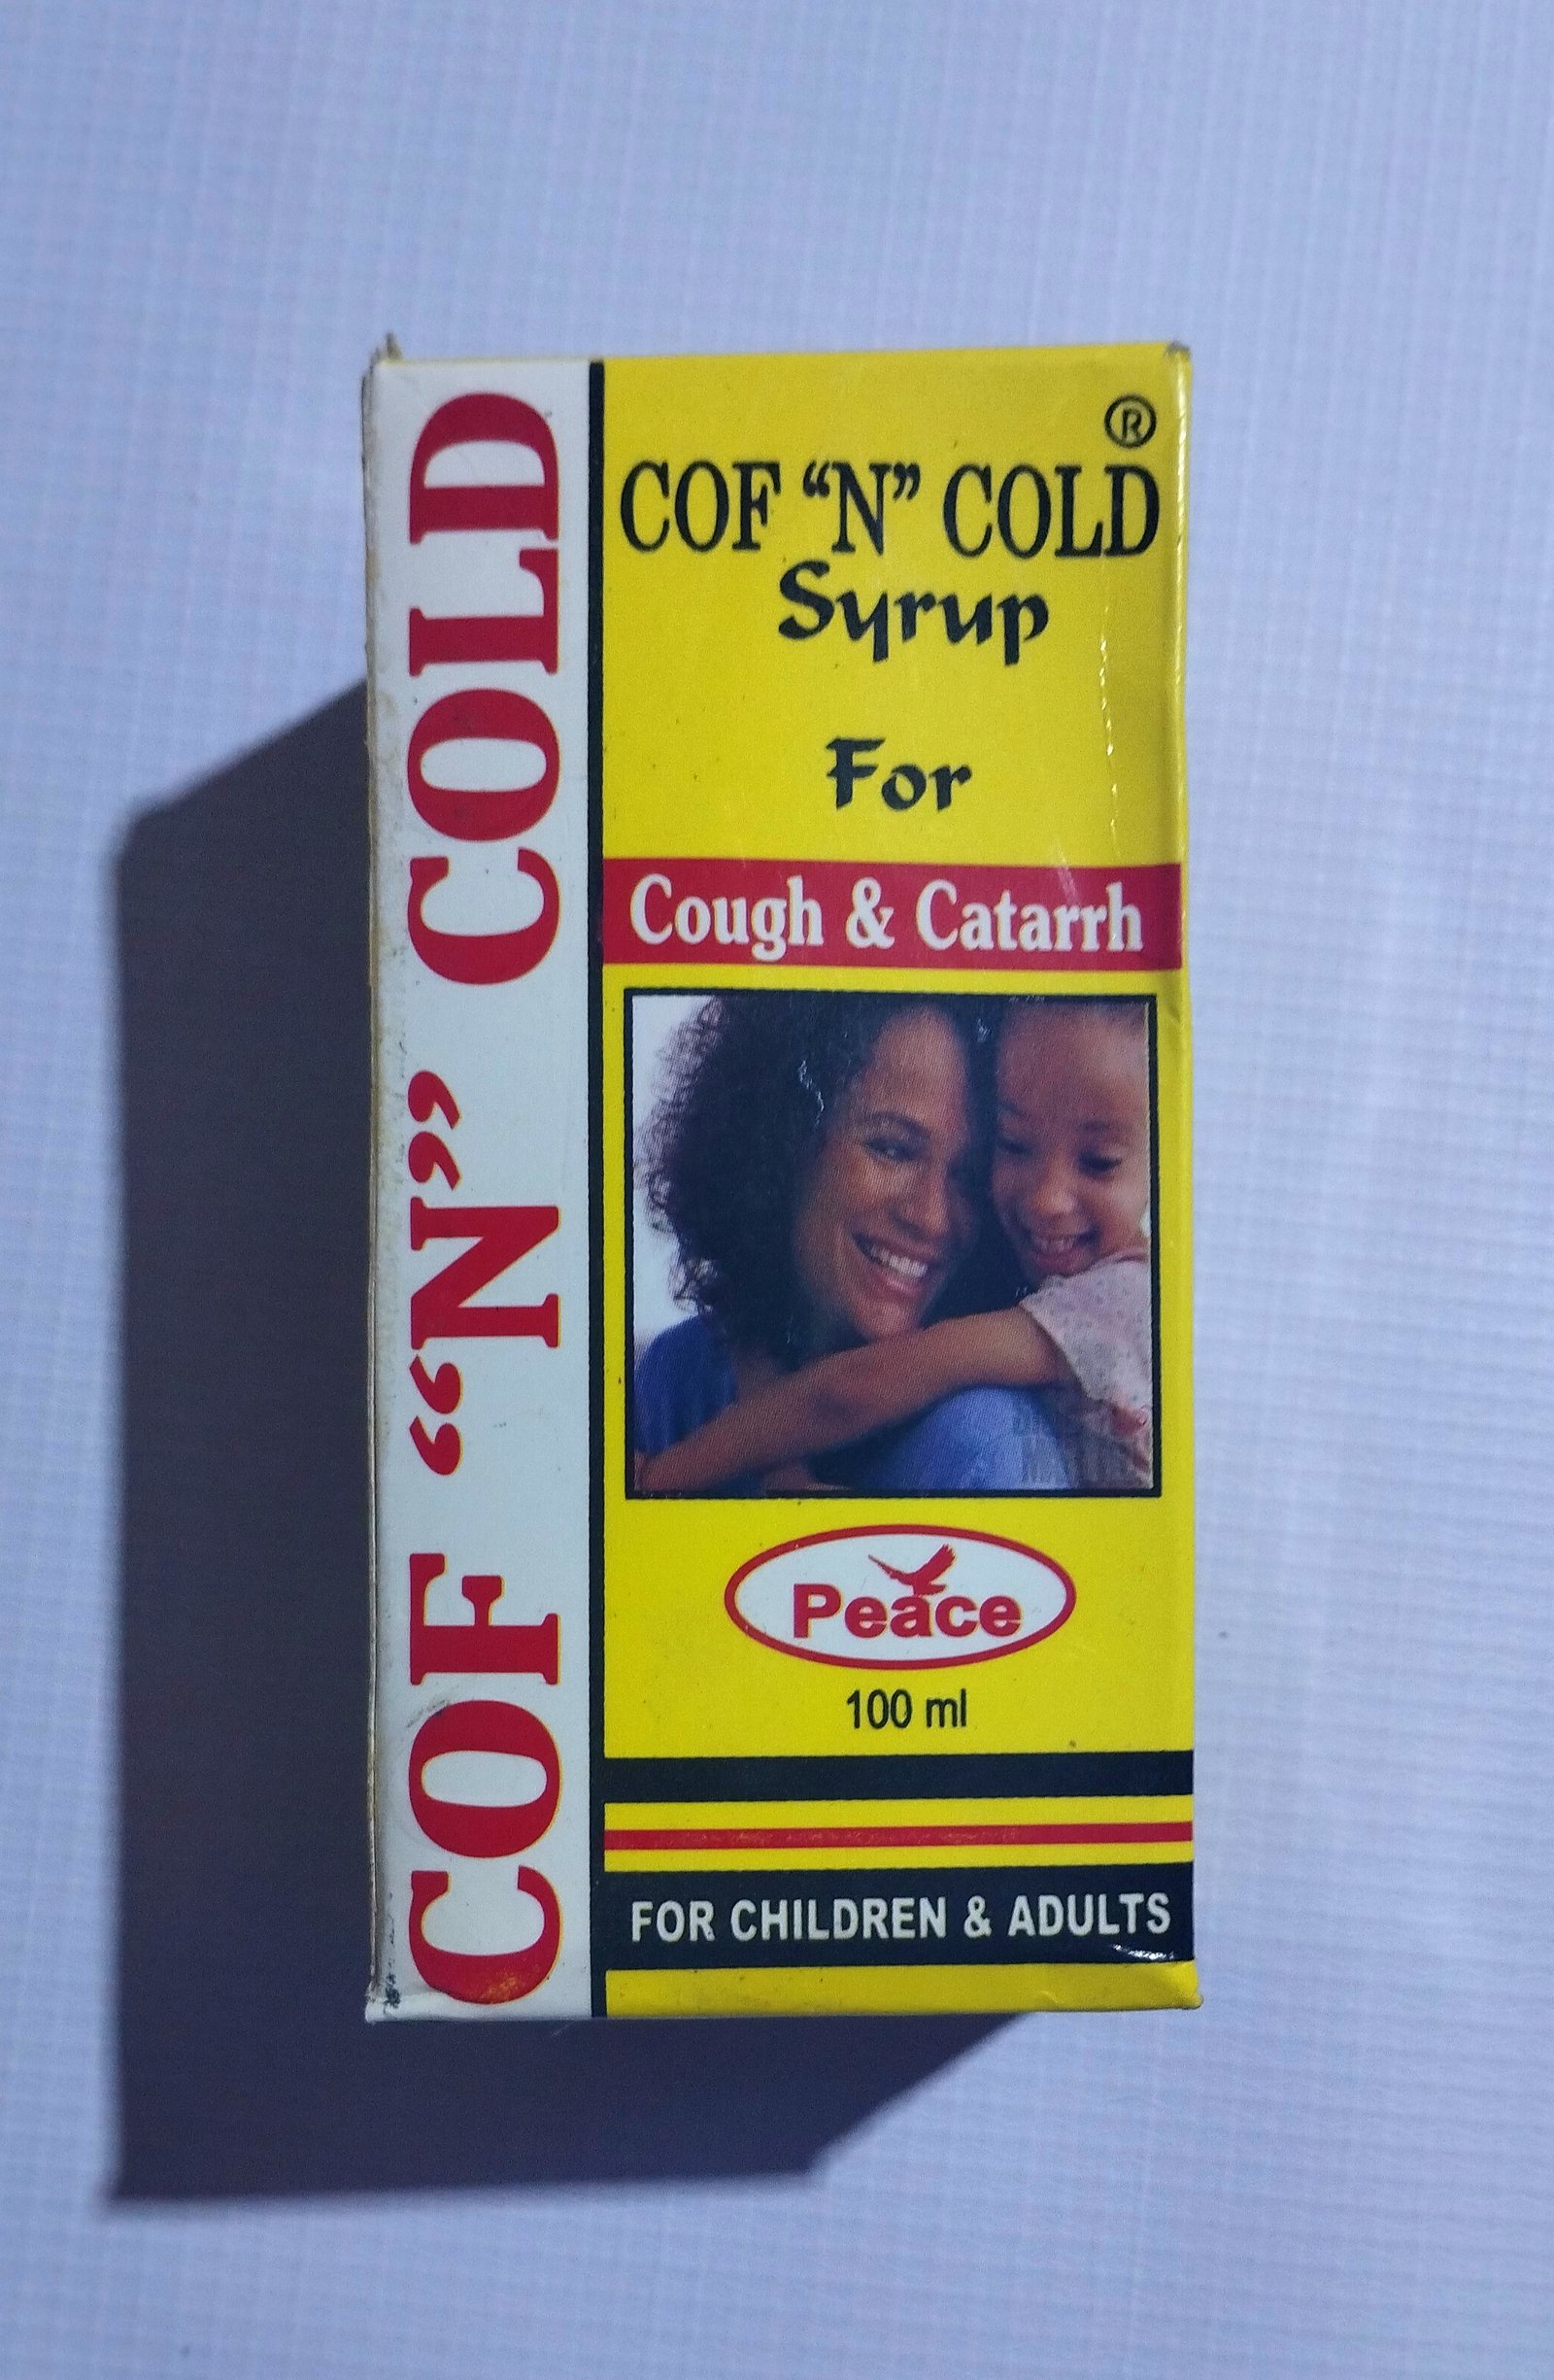 COF “N” COLD
®
COF “N” COLD
Syrup
For
Cough & Catarrh
Peace
100 ml
FOR CHILDREN & ADULTS